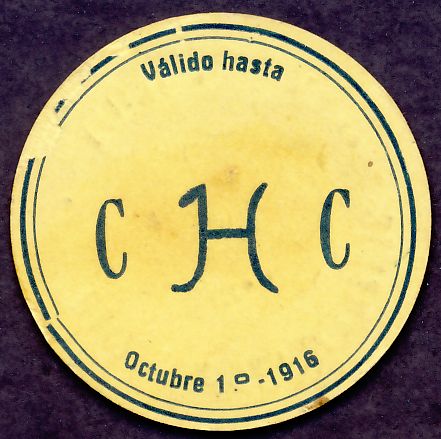 Válido hasta
C H C
Octubre 1º-1916